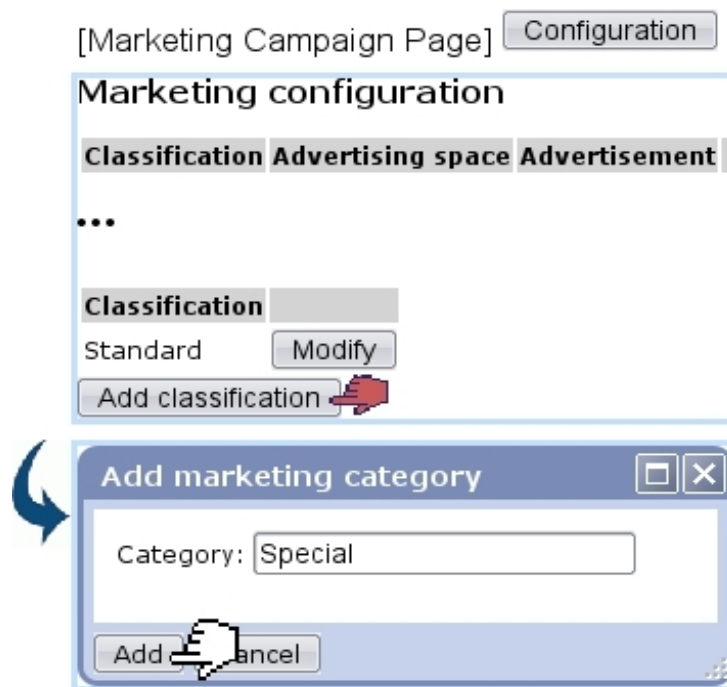 [Marketing Campaign Page] Configuration
Marketing configuration
Classification Advertising space Advertisement
...
Classification
Standard Modify
Add classification
Add marketing category
Category: Special
Add ancel